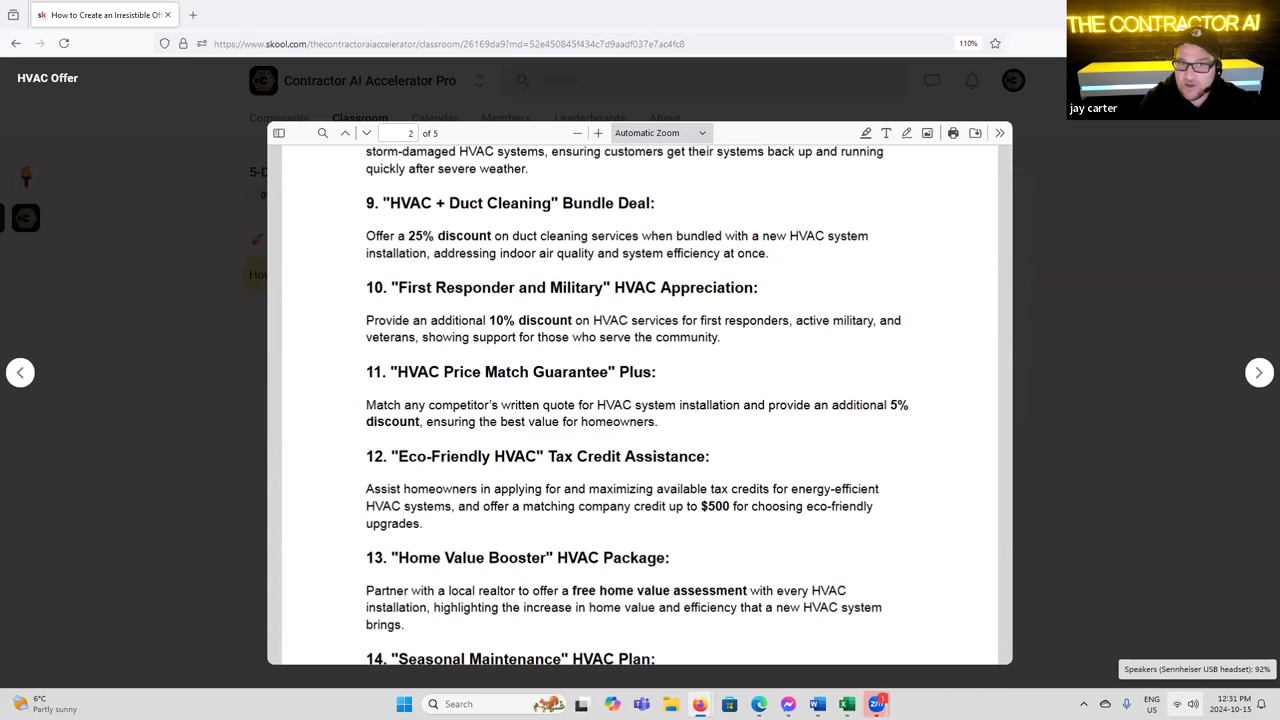 How to Create an Irresistible Of
https://www.skool.com/thecontractoraiaccelerator/classroom/26169da9?md=52e450845f434c7d9aadf037e7ac4fc8
110%
THE CONTRACTOR AI
jay carter
HVAC Offer
Contractor AI Accelerator Pro
Community Classroom Calendar Members Leaderboards About
2 of 5
Automatic Zoom
5-D
How
storm-damaged HVAC systems, ensuring customers get their systems back up and running
quickly after severe weather.
9. "HVAC + Duct Cleaning" Bundle Deal:
Offer a 25% discount on duct cleaning services when bundled with a new HVAC system
installation, addressing indoor air quality and system efficiency at once.
10. "First Responder and Military" HVAC Appreciation:
Provide an additional 10% discount on HVAC services for first responders, active military, and
veterans, showing support for those who serve the community.
11. "HVAC Price Match Guarantee" Plus:
Match any competitor's written quote for HVAC system installation and provide an additional 5%
discount, ensuring the best value for homeowners.
12. "Eco-Friendly HVAC" Tax Credit Assistance:
Assist homeowners in applying for and maximizing available tax credits for energy-efficient
HVAC systems, and offer a matching company credit up to $500 for choosing eco-friendly
upgrades.
13. "Home Value Booster" HVAC Package:
Partner with a local realtor to offer a free home value assessment with every HVAC
installation, highlighting the increase in home value and efficiency that a new HVAC system
brings.
14. "Seasonal Maintenance" HVAC Plan:
Speakers (Sennheiser USB headset): 92%
6°C
Partly sunny
Search
ENG
US
12:31 PM
2024-10-15